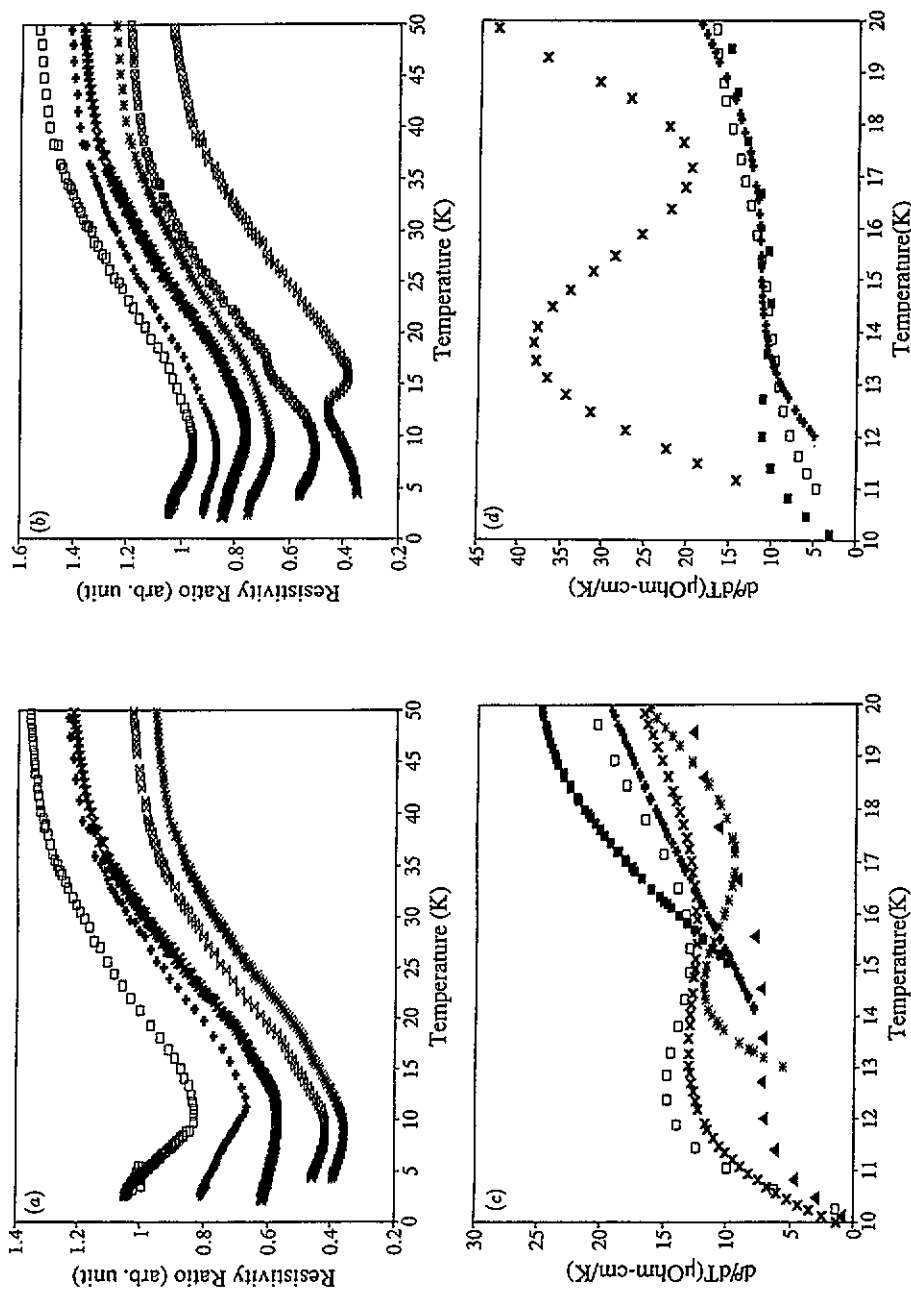 (a)
Resistivity Ratio (arb. unit)
1.4
1.2
1
0.8
0.6
0.4
0.2
0 5 10 15 20 25 30 35 40 45 50
Temperature (K)
(b)
Resistivity Ratio (arb. unit)
1.6
1.4
1.2
1
0.8
0.6
0.4
0.2
0 5 10 15 20 25 30 35 40 45 50
Temperature (K)
(c)
dρ/dT(μOhm-cm/K)
30
25
20
15
10
5
0
10 11 12 13 14 15 16 17 18 19 20
Temperature(K)
(d)
dρ/dT(μOhm-cm/K)
45
40
35
30
25
20
15
10
5
0
10 11 12 13 14 15 16 17 18 19 20
Temperature(K)